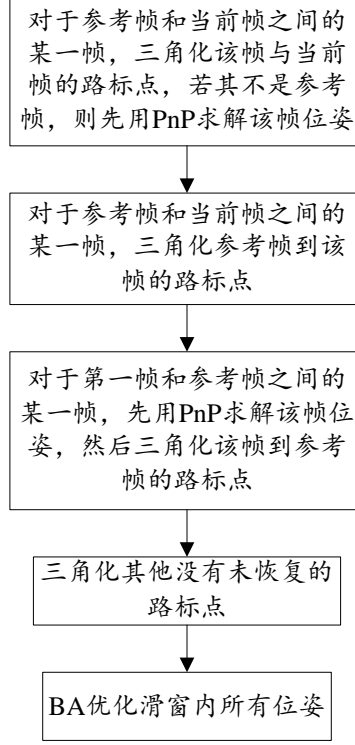 对于参考帧和当前帧之间的
某一帧，三角化该帧与当前
帧的路标点，若其不是参考
帧，则先用PnP求解该帧位姿
对于参考帧和当前帧之间的
某一帧，三角化参考帧到该
帧的路标点
对于第一帧和参考帧之间的
某一帧，先用PnP求解该帧位
姿，然后三角化该帧到参考
帧的路标点
三角化其他没有未恢复的
路标点
BA优化滑窗内所有位姿